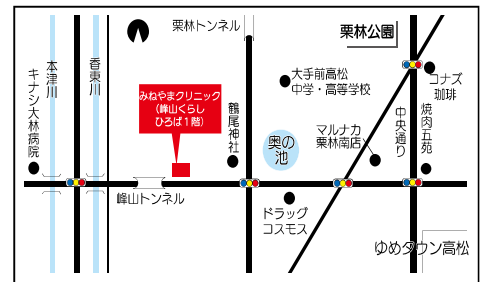 栗林トンネル
栗林公園
本津川
香東川
キナシ大林病院
みねやまクリニック
(峰山くらし
ひろば1階)
鶴尾神社
大手前高松
中学・高等学校
コナズ
珈琲
奥の
池
マルナカ
栗林南店
中央通り
焼肉五苑
峰山トンネル
ドラッグ
コスモス
ゆめタウン高松